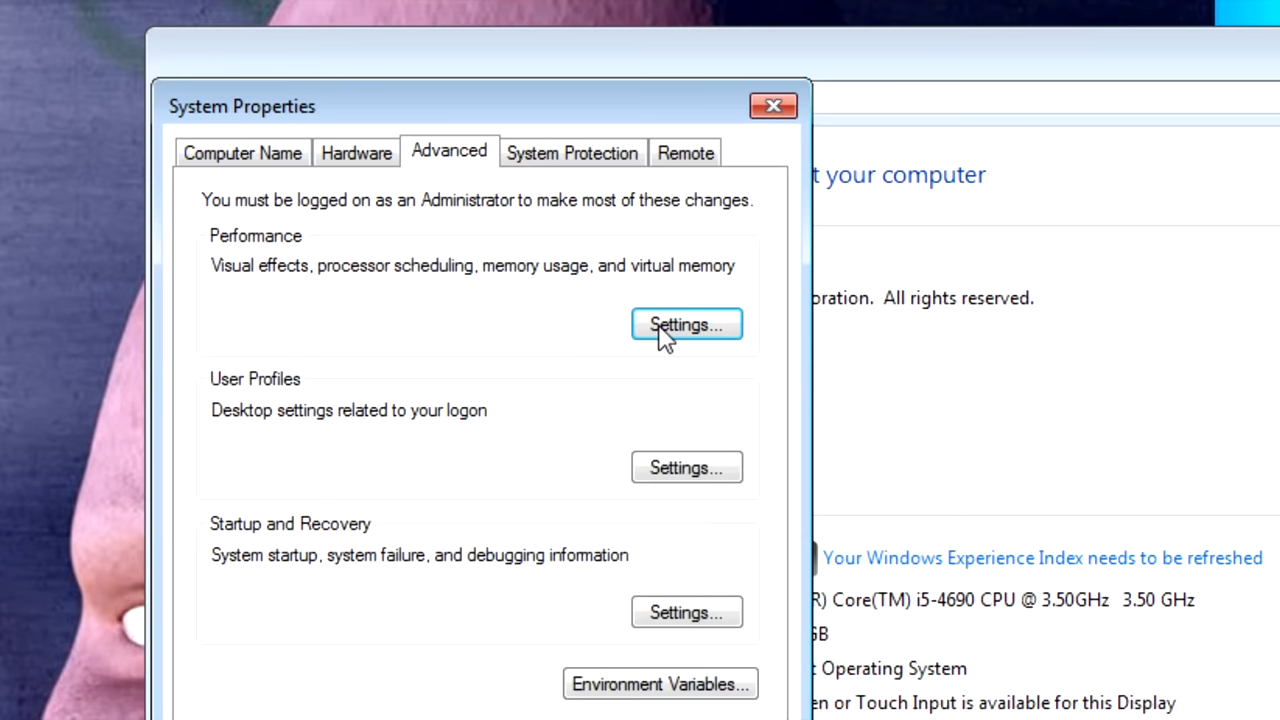 System Properties
Computer Name
Hardware
Advanced
System Protection
Remote
You must be logged on as an Administrator to make most of these changes.
Performance
Visual effects, processor scheduling, memory usage, and virtual memory
Settings...
User Profiles
Desktop settings related to your logon
Settings...
Startup and Recovery
System startup, system failure, and debugging information
Settings...
Environment Variables...
t your computer
oration. All rights reserved.
Your Windows Experience Index needs to be refreshed
R) Core(TM) i5-4690 CPU @ 3.50GHz 3.50 GHz
GB
t Operating System
en or Touch Input is available for this Display